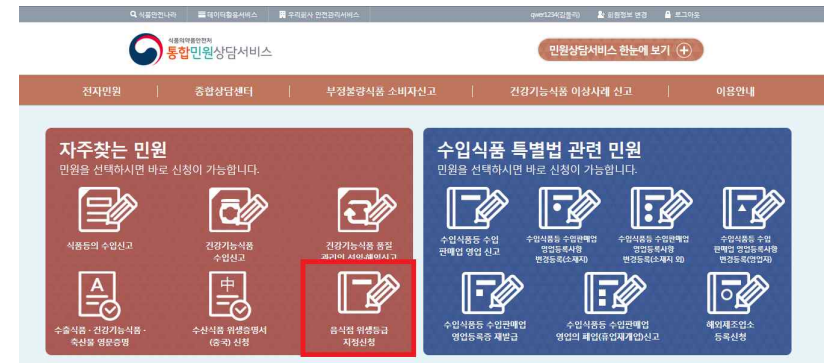 식품안전나라 데이터활용서비스 우리회사 안전관리서비스 qwer1234(김똘리) 회원정보 변경 로그아웃
식품의약품안전처
통합민원상담서비스
민원상담서비스 한눈에 보기
전자민원 종합상담센터 부정불량식품 소비자신고 건강기능식품 이상사례 신고 이용안내
자주찾는 민원
민원을 선택하시면 바로 신청이 가능합니다.
식품등의 수입신고
건강기능식품
수입신고
건강기능식품 품질
관리인 선임·해임신고
A
수출식품·건강기능식품·
축산물 영문증명
中
수산식품 위생증명서
(중국) 신청
음식점 위생등급
지정신청
수입식품 특별법 관련 민원
민원을 선택하시면 바로 신청이 가능합니다.
수입식품등 수입
판매업 영업 신고
수입식품등 수입판매업
영업등록사항
변경등록(소재지)
수입식품등 수입판매업
영업등록사항
변경등록(소재지 외)
수입식품등 수입
판매업 영업등록사항
변경등록(영업자)
수입식품등 수입판매업
영업등록증 재발급
수입식품등 수입판매업
영업의 폐업(휴업재개업)신고
해외제조업소
등록신청